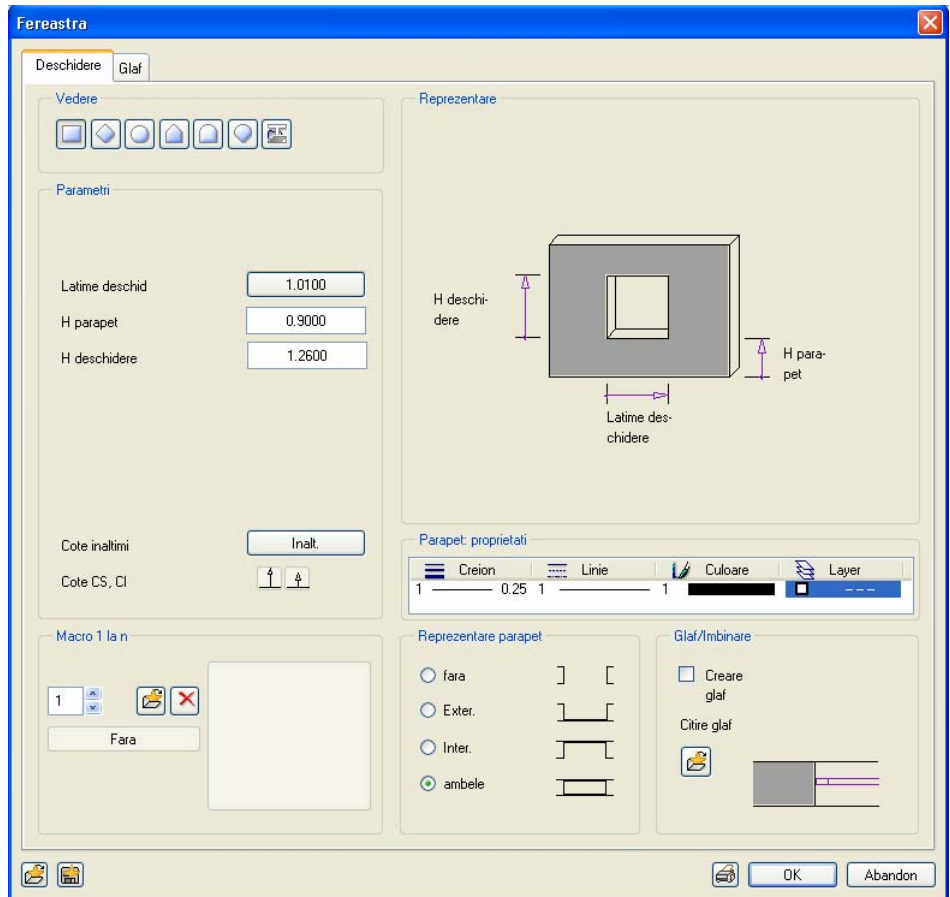 Fereastra
Deschidere Glaf
Vedere
Parametri
Latime deschid 1.0100
H parapet 0.9000
H deschidere 1.2600
Cote inaltimi Inalt.
Cote CS, CI
Macro 1 la n
1
Fara
Reprezentare
H deschi-
dere
H para-
pet
Latime des-
chidere
Parapet: proprietati
Creion Linie Culoare Layer
1 0.25 1 1 ---
Reprezentare parapet
fara
Exter.
Inter.
ambele
Glaf/Imbinare
Creare
glaf
Citire glaf
OK Abandon